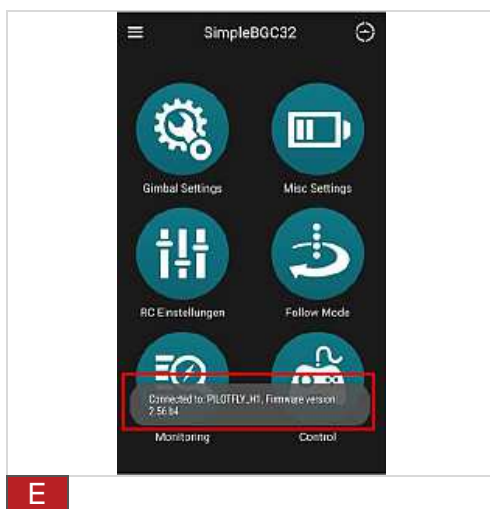 SimpleBGC32
Gimbal Settings
Misc Settings
RC Einstellungen
Follow Mode
Connected to: PILOTFLY_H1, Firmware version:
2.56 b4
Monitoring
Control
E